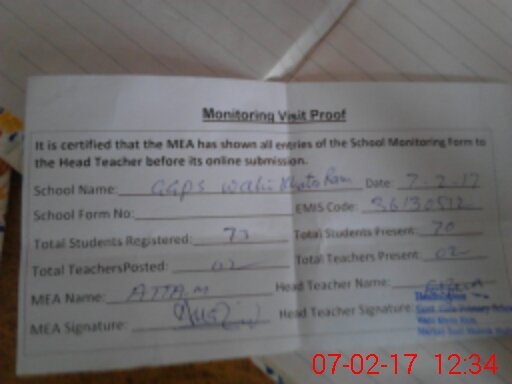 Monitoring Visit Proof
It is certified that the MEA has shown all entries of the School Monitoring Form to
the Head Teacher before its online submission.
School Name: GGPS Date: 7-2-17
School Form No: EMIS Code: 36130512
Total Students Registered: 73 Total Students Present: 70
Total TeachersPosted: 02 Total Teachers Present: 02
MEA Name: ATTA M Head Teacher Name:
MEA Signature: Head Teacher Signature:
07-02-17 12:34